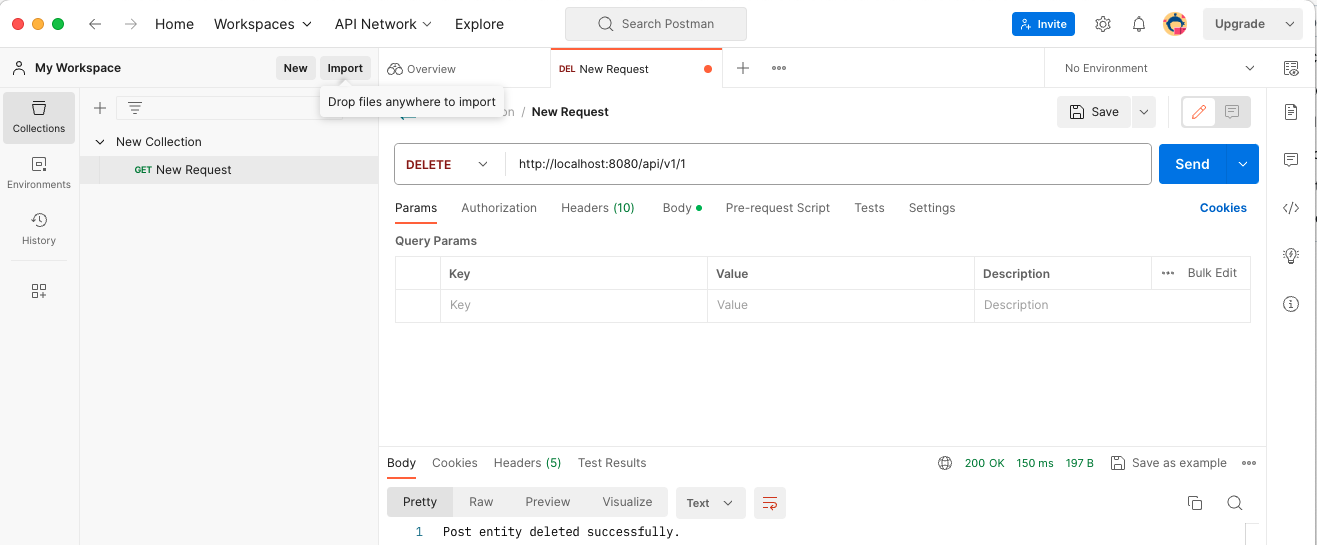 Home Workspaces API Network Explore Search Postman Invite Upgrade
My Workspace New Import Overview DEL New Request No Environment
Drop files anywhere to import
/ New Request Save
Collections
New Collection
GET New Request
DELETE http://localhost:8080/api/v1/1 Send
Environments
Params Authorization Headers (10) Body Pre-request Script Tests Settings Cookies
History
Query Params
Key Value Description Bulk Edit
Key Value Description
Body Cookies Headers (5) Test Results 200 OK 150 ms 197 B Save as example
Pretty Raw Preview Visualize Text
1 Post entity deleted successfully.